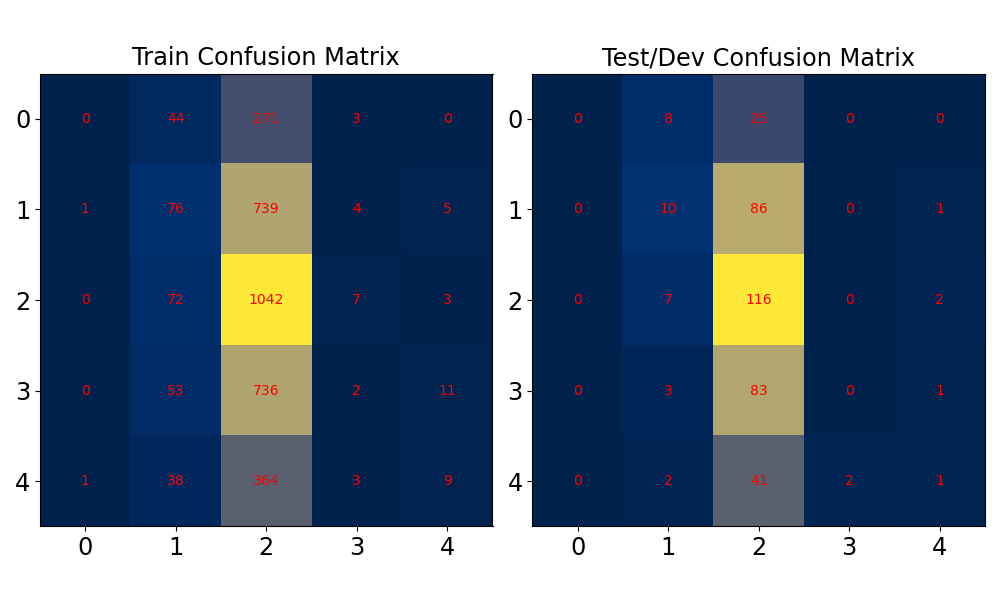 Train Confusion Matrix
0 0 44 271 3 0
1 1 76 739 4 5
2 0 72 1042 7 3
3 0 53 736 2 11
4 1 38 364 3 9
0 1 2 3 4
Test/Dev Confusion Matrix
0 0 8 25 0 0
1 0 10 86 0 1
2 0 7 116 0 2
3 0 3 83 0 1
4 0 2 41 2 1
0 1 2 3 4